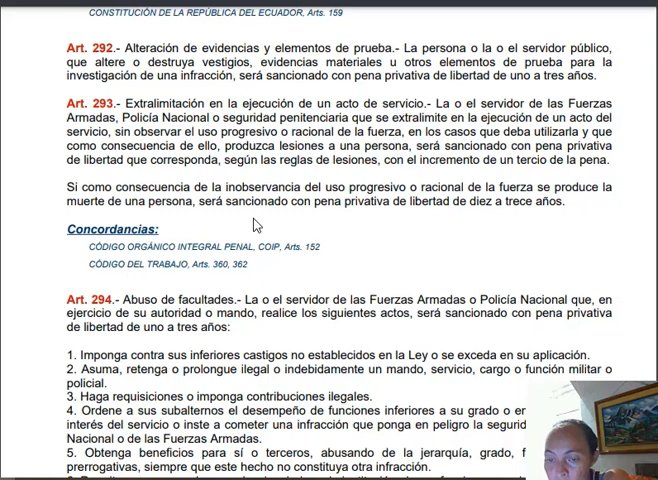 CONSTITUCIÓN DE LA REPÚBLICA DEL ECUADOR, Arts. 159
Art. 292.- Alteración de evidencias y elementos de prueba.- La persona o la o el servidor público,
que altere o destruya vestigios, evidencias materiales u otros elementos de prueba para la
investigación de una infracción, será sancionado con pena privativa de libertad de uno a tres años.
Art. 293.- Extralimitación en la ejecución de un acto de servicio.- La o el servidor de las Fuerzas
Armadas, Policía Nacional o seguridad penitenciaria que se extralimite en la ejecución de un acto del
servicio, sin observar el uso progresivo o racional de la fuerza, en los casos que deba utilizarla y que
como consecuencia de ello, produzca lesiones a una persona, será sancionado con pena privativa
de libertad que corresponda, según las reglas de lesiones, con el incremento de un tercio de la pena.
Si como consecuencia de la inobservancia del uso progresivo o racional de la fuerza se produce la
muerte de una persona, será sancionado con pena privativa de libertad de diez a trece años.
Concordancias:
CÓDIGO ORGÁNICO INTEGRAL PENAL, COIP, Arts. 152
CÓDIGO DEL TRABAJO, Arts. 360, 362
Art. 294.- Abuso de facultades.- La o el servidor de las Fuerzas Armadas o Policía Nacional que, en
ejercicio de su autoridad o mando, realice los siguientes actos, será sancionado con pena privativa
de libertad de uno a tres años:
1. Imponga contra sus inferiores castigos no establecidos en la Ley o se exceda en su aplicación.
2. Asuma, retenga o prolongue ilegal o indebidamente un mando, servicio, cargo o función militar o
policial.
3. Haga requisiciones o imponga contribuciones ilegales.
4. Ordene a sus subalternos el desempeño de funciones inferiores a su grado o en
interés del servicio o inste a cometer una infracción que ponga en peligro la segurid
Nacional o de las Fuerzas Armadas.
5. Obtenga beneficios para sí o terceros, abusando de la jerarquía, grado, f
prerrogativas, siempre que este hecho no constituya otra infracción.